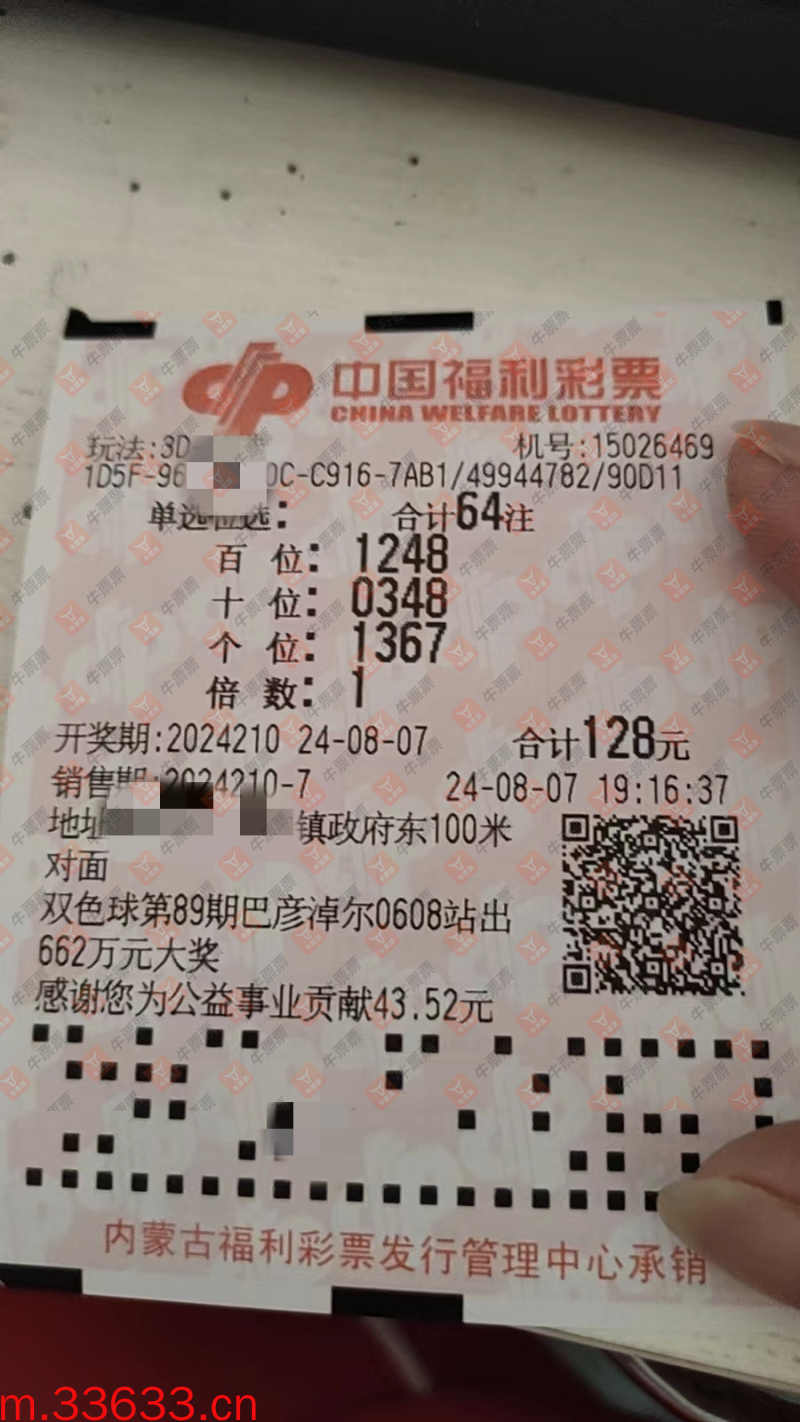 中国福利彩票
CHINA WELFARE LOTTERY
玩法:3D 机号:15026469
1D5F-96 0C-C916-7AB1/49944782/90D11
单选位选: 合计64注
百位: 1248
十位: 0348
个位: 1367
倍数: 1
开奖期:2024210 24-08-07 合计128元
销售期:2024210-7 24-08-07 19:16:37
地址 镇政府东100米
对面
双色球第89期巴彦淖尔0608站出
662万元大奖
感谢您为公益事业贡献43.52元
内蒙古福利彩票发行管理中心承销
m.33633.cn